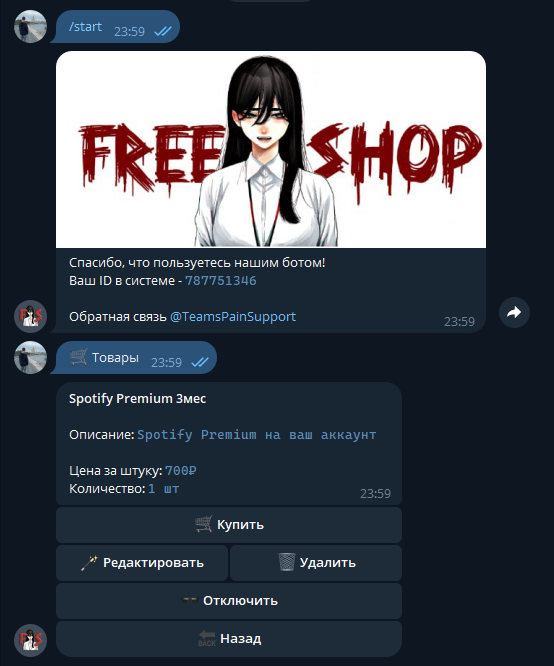 /start
23:59
FREE SHOP
Спасибо, что пользуетесь нашим ботом!
Ваш ID в системе - 787751346
Обратная связь @TeamsPainSupport
23:59
Товары
23:59
Spotify Premium 3мес
Описание: Spotify Premium на ваш аккаунт
Цена за штуку: 700₽
Количество: 1 шт
23:59
Купить
Редактировать
Удалить
Отключить
BACK Назад